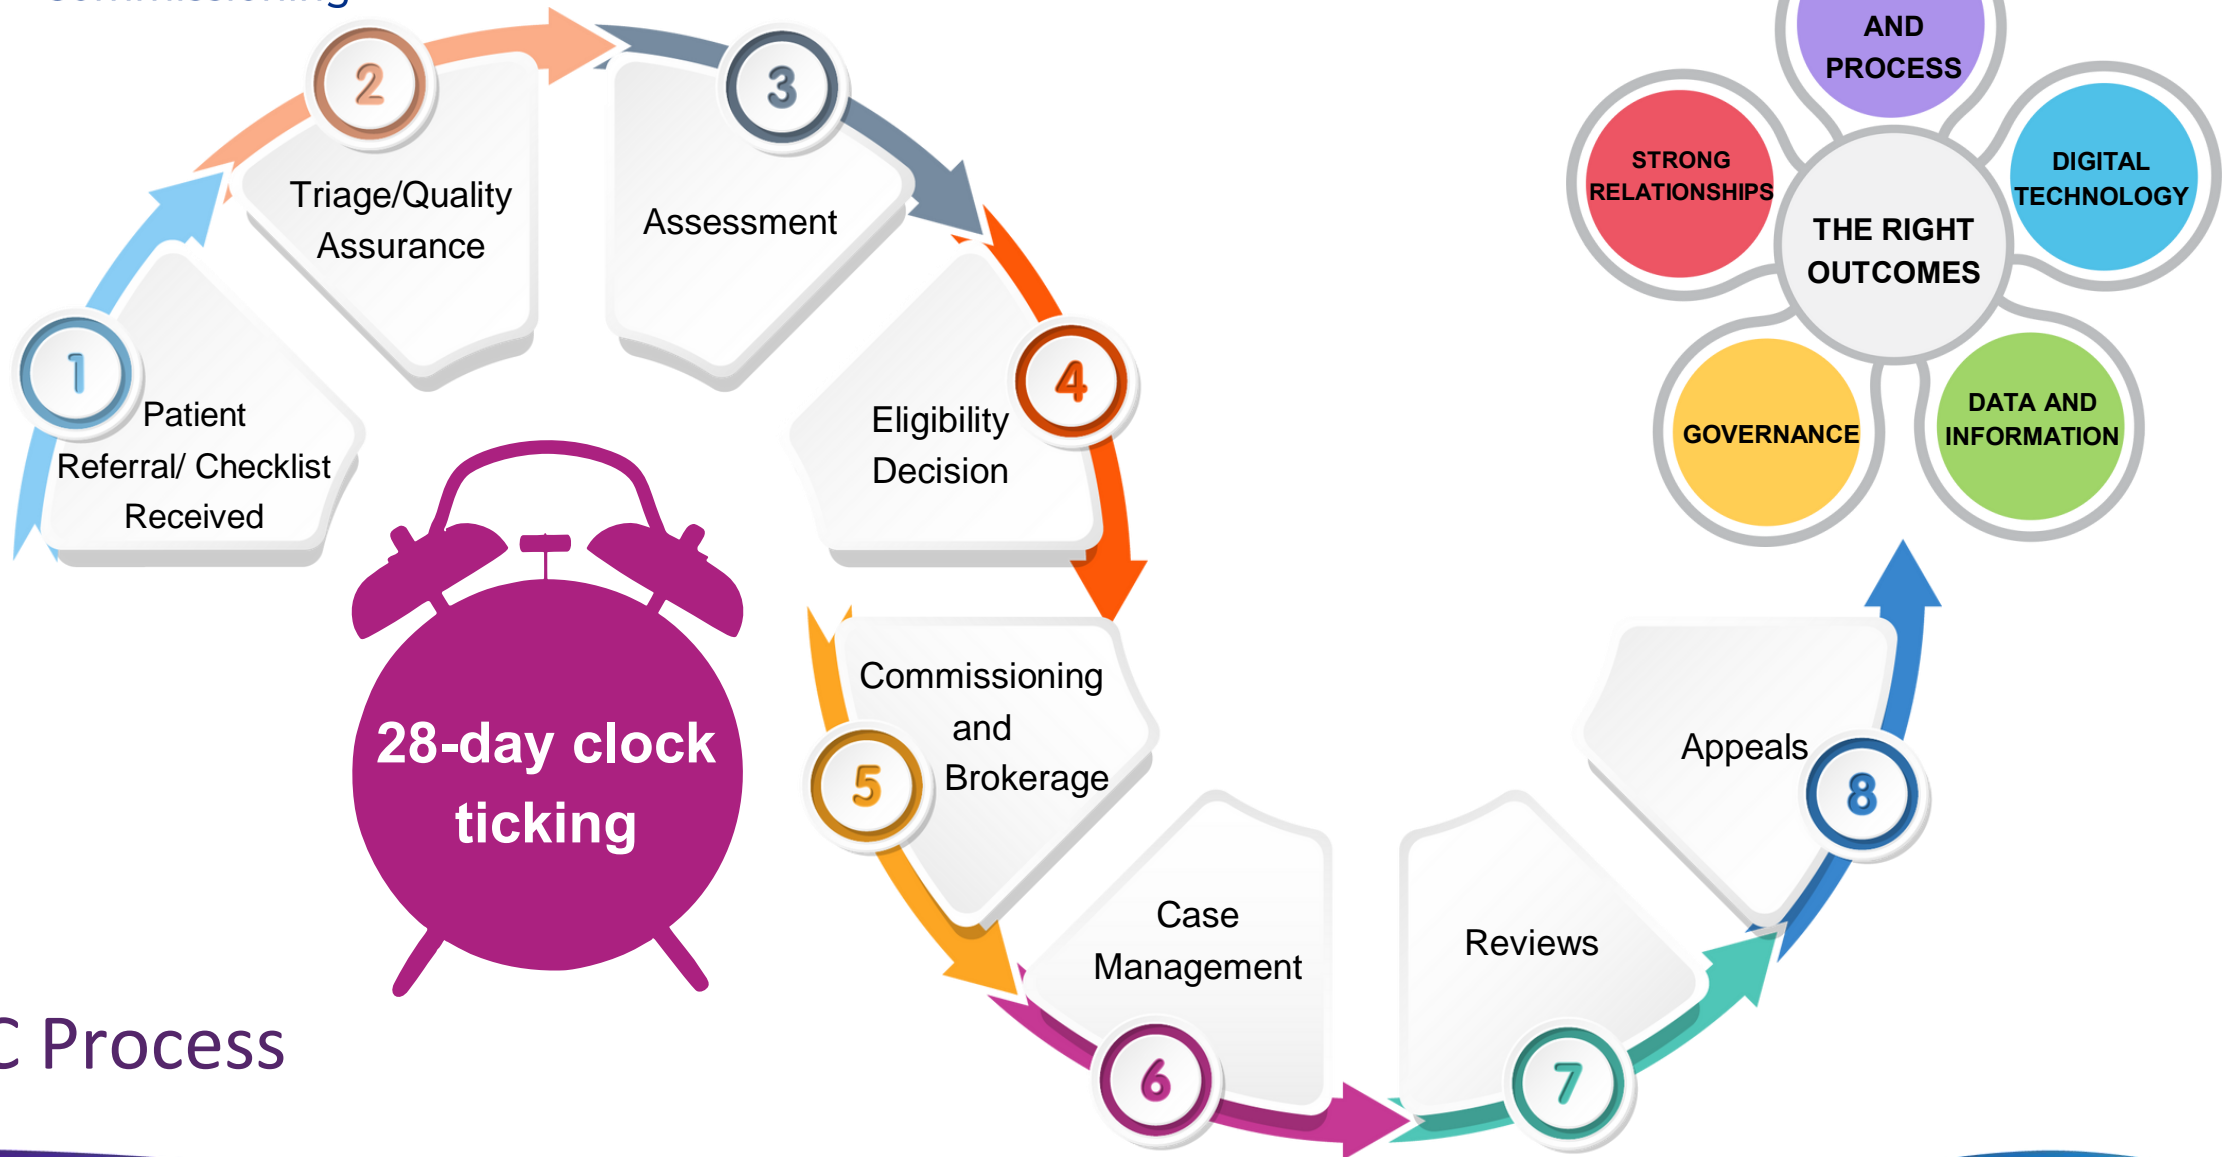 1
Patient
Referral/ Checklist
Received
2
Triage/Quality
Assurance
3
Assessment
4
Eligibility
Decision
28-day clock
ticking
5
Commissioning
and
Brokerage
6
Case
Management
7
Reviews
8
Appeals
AND
PROCESS
STRONG
RELATIONSHIPS
DIGITAL
TECHNOLOGY
THE RIGHT
OUTCOMES
GOVERNANCE
DATA AND
INFORMATION
C Process